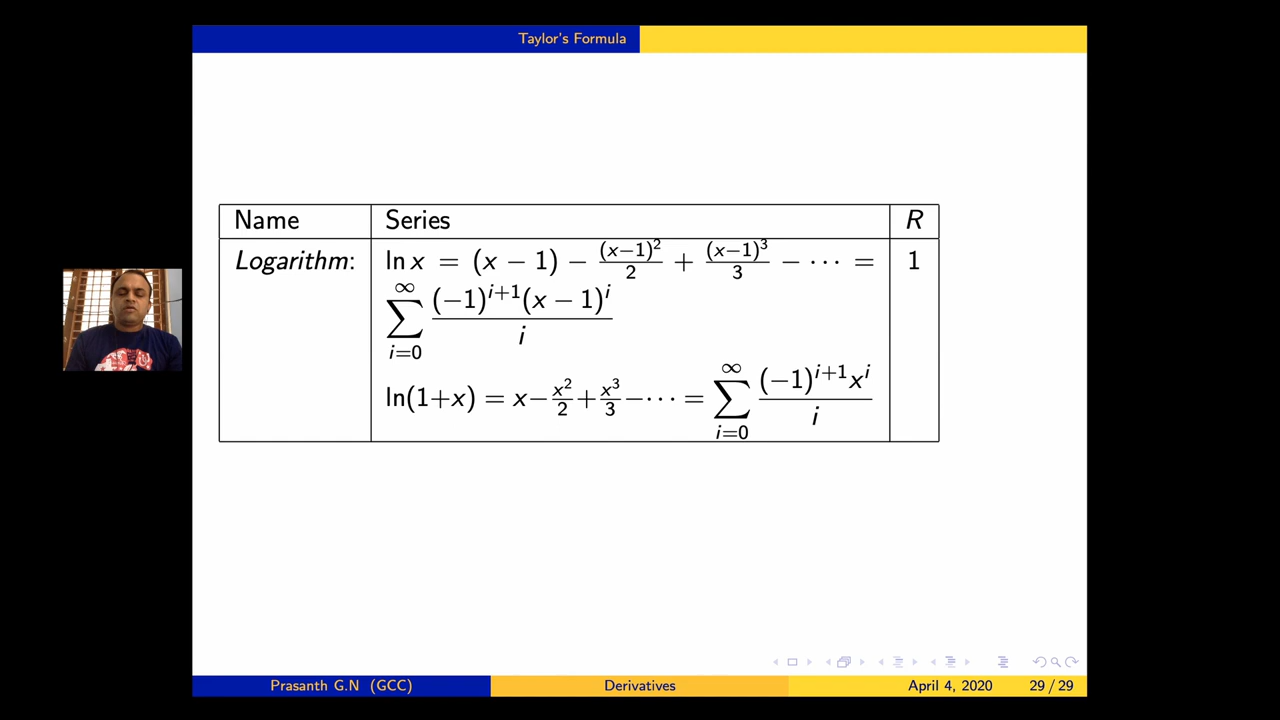 Taylor's Formula
Name Series R
Logarithm: ln x = (x − 1) − (x−1)²/2 + (x−1)³/3 − ··· = 1
∑_{i=0}^{∞} (−1)^{i+1}(x − 1)^i / i
ln(1+x) = x − x²/2 + x³/3 − ··· = ∑_{i=0}^{∞} (−1)^{i+1}x^i / i
Prasanth G.N (GCC) Derivatives April 4, 2020 29 / 29